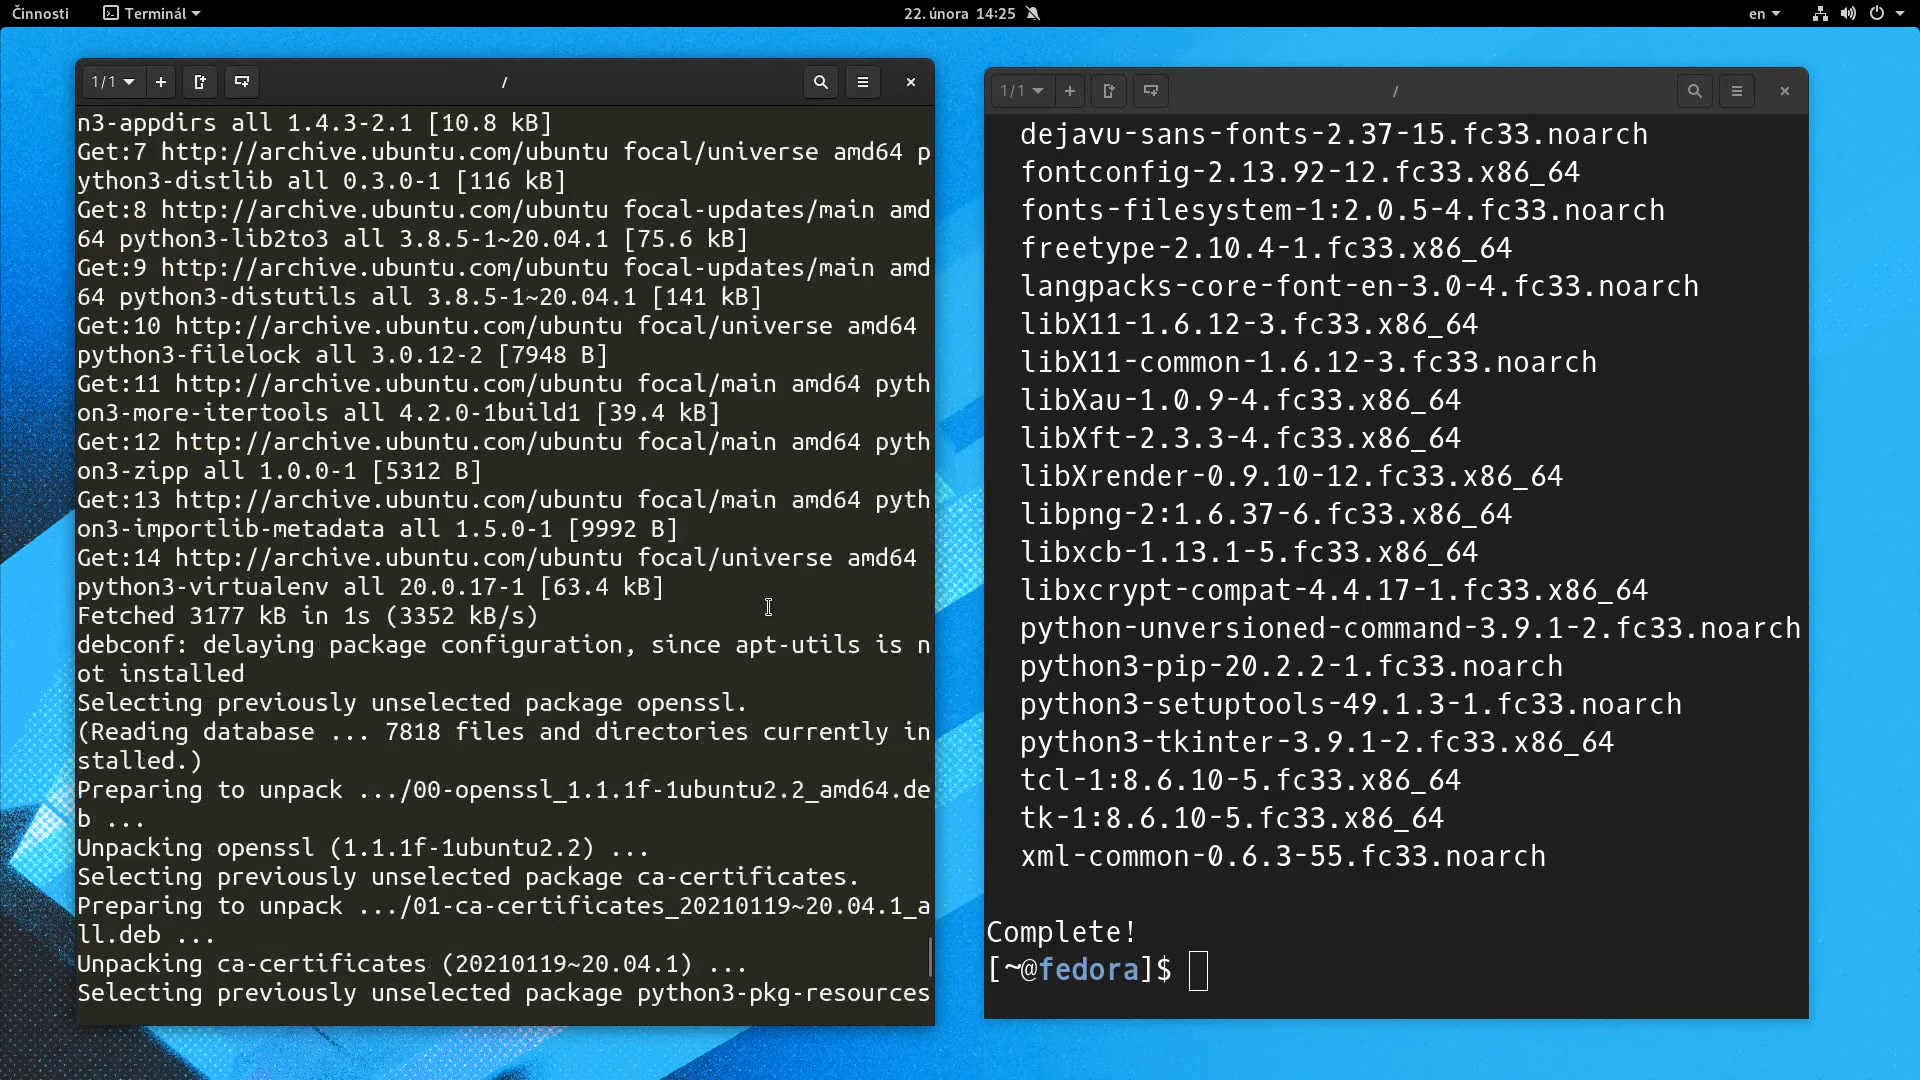 Činnosti Terminál 22. února 14:25 en
1/1 + / ×
n3-appdirs all 1.4.3-2.1 [10.8 kB]
Get:7 http://archive.ubuntu.com/ubuntu focal/universe amd64 p
ython3-distlib all 0.3.0-1 [116 kB]
Get:8 http://archive.ubuntu.com/ubuntu focal-updates/main amd
64 python3-lib2to3 all 3.8.5-1~20.04.1 [75.6 kB]
Get:9 http://archive.ubuntu.com/ubuntu focal-updates/main amd
64 python3-distutils all 3.8.5-1~20.04.1 [141 kB]
Get:10 http://archive.ubuntu.com/ubuntu focal/universe amd64
python3-filelock all 3.0.12-2 [7948 B]
Get:11 http://archive.ubuntu.com/ubuntu focal/main amd64 pyth
on3-more-itertools all 4.2.0-1build1 [39.4 kB]
Get:12 http://archive.ubuntu.com/ubuntu focal/main amd64 pyth
on3-zipp all 1.0.0-1 [5312 B]
Get:13 http://archive.ubuntu.com/ubuntu focal/main amd64 pyth
on3-importlib-metadata all 1.5.0-1 [9992 B]
Get:14 http://archive.ubuntu.com/ubuntu focal/universe amd64
python3-virtualenv all 20.0.17-1 [63.4 kB]
Fetched 3177 kB in 1s (3352 kB/s)
debconf: delaying package configuration, since apt-utils is n
ot installed
Selecting previously unselected package openssl.
(Reading database ... 7818 files and directories currently in
stalled.)
Preparing to unpack .../00-openssl_1.1.1f-1ubuntu2.2_amd64.de
b ...
Unpacking openssl (1.1.1f-1ubuntu2.2) ...
Selecting previously unselected package ca-certificates.
Preparing to unpack .../01-ca-certificates_20210119~20.04.1_a
ll.deb ...
Unpacking ca-certificates (20210119~20.04.1) ...
Selecting previously unselected package python3-pkg-resources
1/1 + / ×
dejavu-sans-fonts-2.37-15.fc33.noarch
fontconfig-2.13.92-12.fc33.x86_64
fonts-filesystem-1:2.0.5-4.fc33.noarch
freetype-2.10.4-1.fc33.x86_64
langpacks-core-font-en-3.0-4.fc33.noarch
libX11-1.6.12-3.fc33.x86_64
libX11-common-1.6.12-3.fc33.noarch
libXau-1.0.9-4.fc33.x86_64
libXft-2.3.3-4.fc33.x86_64
libXrender-0.9.10-12.fc33.x86_64
libpng-2:1.6.37-6.fc33.x86_64
libxcb-1.13.1-5.fc33.x86_64
libxcrypt-compat-4.4.17-1.fc33.x86_64
python-unversioned-command-3.9.1-2.fc33.noarch
python3-pip-20.2.2-1.fc33.noarch
python3-setuptools-49.1.3-1.fc33.noarch
python3-tkinter-3.9.1-2.fc33.x86_64
tcl-1:8.6.10-5.fc33.x86_64
tk-1:8.6.10-5.fc33.x86_64
xml-common-0.6.3-55.fc33.noarch
Complete!
[~@fedora]$